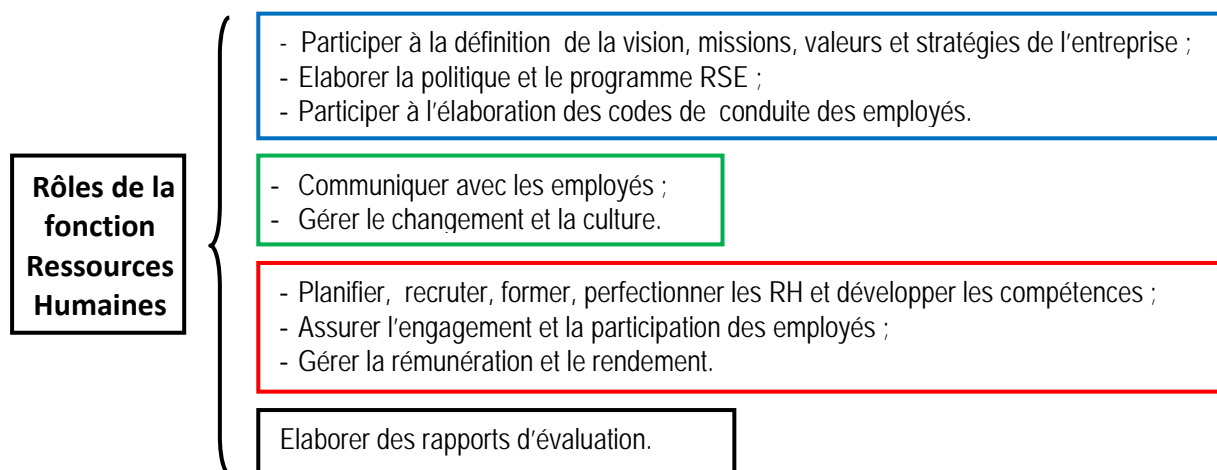 Rôles de la
fonction
Ressources
Humaines
- Participer à la définition de la vision, missions, valeurs et stratégies de l'entreprise ;
- Elaborer la politique et le programme RSE ;
- Participer à l'élaboration des codes de conduite des employés.
- Communiquer avec les employés ;
- Gérer le changement et la culture.
- Planifier, recruter, former, perfectionner les RH et développer les compétences ;
- Assurer l'engagement et la participation des employés ;
- Gérer la rémunération et le rendement.
Elaborer des rapports d'évaluation.